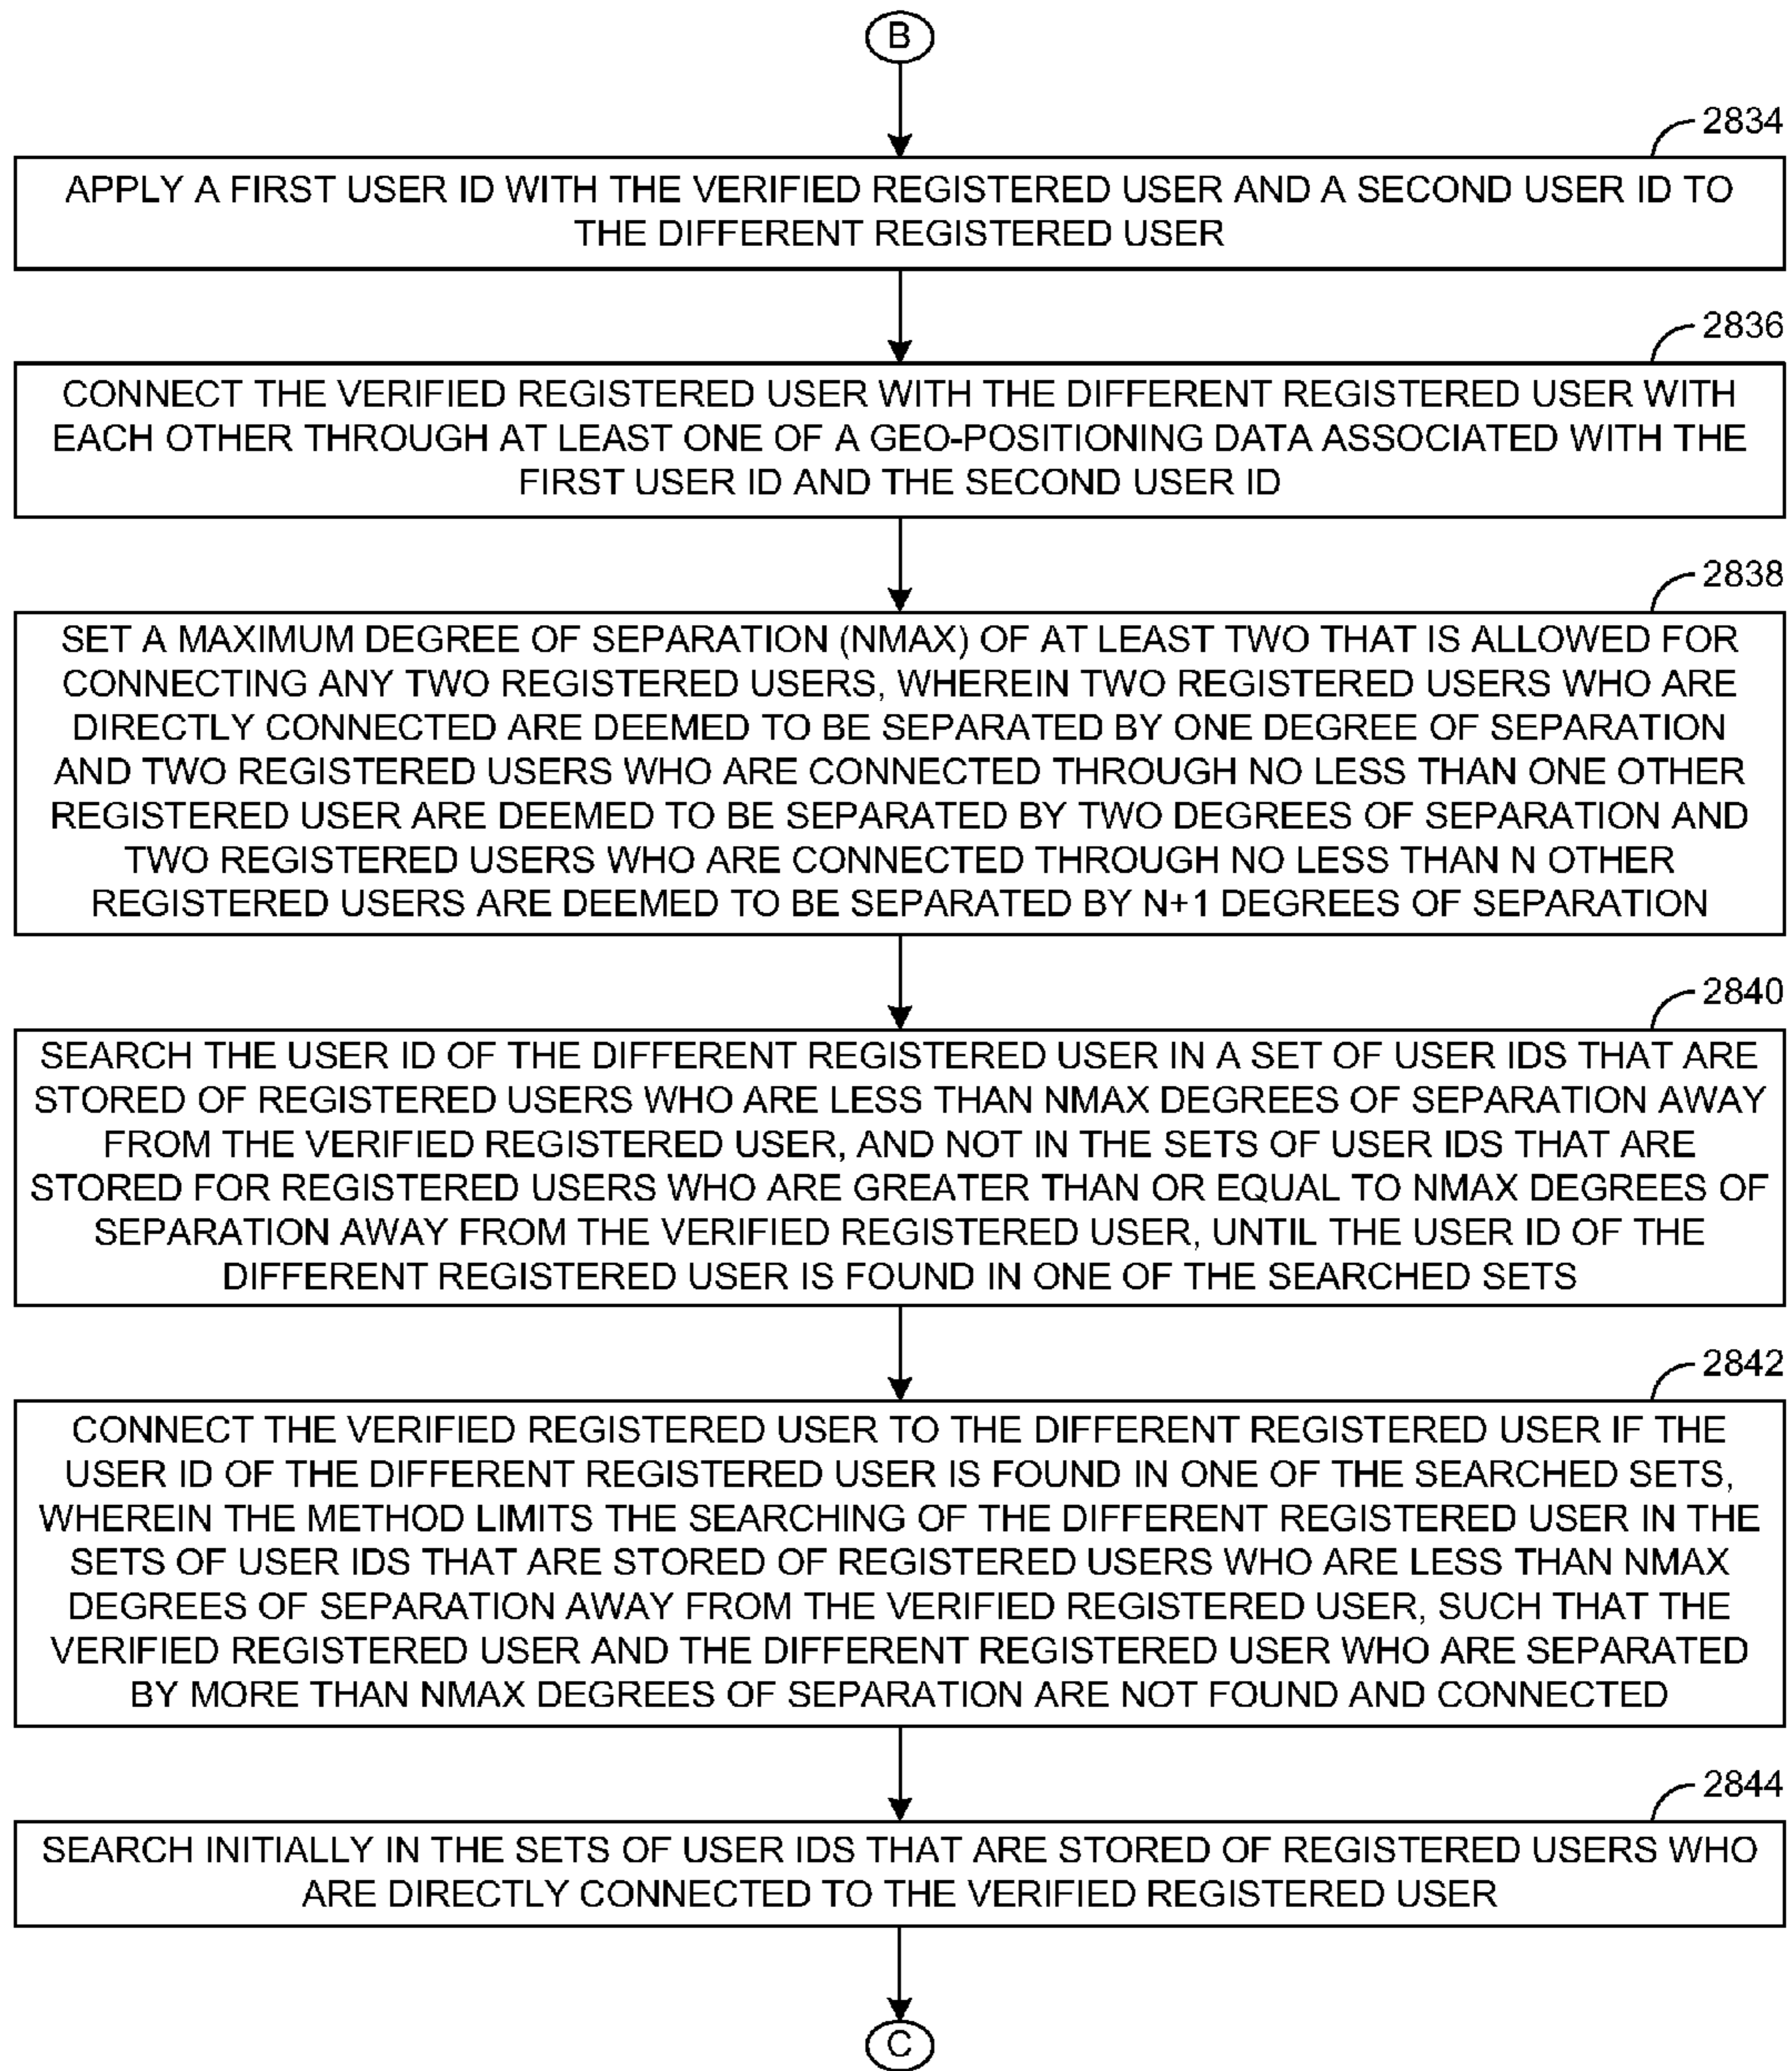 B
2834
APPLY A FIRST USER ID WITH THE VERIFIED REGISTERED USER AND A SECOND USER ID TO
THE DIFFERENT REGISTERED USER
2836
CONNECT THE VERIFIED REGISTERED USER WITH THE DIFFERENT REGISTERED USER WITH
EACH OTHER THROUGH AT LEAST ONE OF A GEO-POSITIONING DATA ASSOCIATED WITH THE
FIRST USER ID AND THE SECOND USER ID
2838
SET A MAXIMUM DEGREE OF SEPARATION (NMAX) OF AT LEAST TWO THAT IS ALLOWED FOR
CONNECTING ANY TWO REGISTERED USERS, WHEREIN TWO REGISTERED USERS WHO ARE
DIRECTLY CONNECTED ARE DEEMED TO BE SEPARATED BY ONE DEGREE OF SEPARATION
AND TWO REGISTERED USERS WHO ARE CONNECTED THROUGH NO LESS THAN ONE OTHER
REGISTERED USER ARE DEEMED TO BE SEPARATED BY TWO DEGREES OF SEPARATION AND
TWO REGISTERED USERS WHO ARE CONNECTED THROUGH NO LESS THAN N OTHER
REGISTERED USERS ARE DEEMED TO BE SEPARATED BY N+1 DEGREES OF SEPARATION
2840
SEARCH THE USER ID OF THE DIFFERENT REGISTERED USER IN A SET OF USER IDS THAT ARE
STORED OF REGISTERED USERS WHO ARE LESS THAN NMAX DEGREES OF SEPARATION AWAY
FROM THE VERIFIED REGISTERED USER, AND NOT IN THE SETS OF USER IDS THAT ARE
STORED FOR REGISTERED USERS WHO ARE GREATER THAN OR EQUAL TO NMAX DEGREES OF
SEPARATION AWAY FROM THE VERIFIED REGISTERED USER, UNTIL THE USER ID OF THE
DIFFERENT REGISTERED USER IS FOUND IN ONE OF THE SEARCHED SETS
2842
CONNECT THE VERIFIED REGISTERED USER TO THE DIFFERENT REGISTERED USER IF THE
USER ID OF THE DIFFERENT REGISTERED USER IS FOUND IN ONE OF THE SEARCHED SETS,
WHEREIN THE METHOD LIMITS THE SEARCHING OF THE DIFFERENT REGISTERED USER IN THE
SETS OF USER IDS THAT ARE STORED OF REGISTERED USERS WHO ARE LESS THAN NMAX
DEGREES OF SEPARATION AWAY FROM THE VERIFIED REGISTERED USER, SUCH THAT THE
VERIFIED REGISTERED USER AND THE DIFFERENT REGISTERED USER WHO ARE SEPARATED
BY MORE THAN NMAX DEGREES OF SEPARATION ARE NOT FOUND AND CONNECTED
2844
SEARCH INITIALLY IN THE SETS OF USER IDS THAT ARE STORED OF REGISTERED USERS WHO
ARE DIRECTLY CONNECTED TO THE VERIFIED REGISTERED USER
C